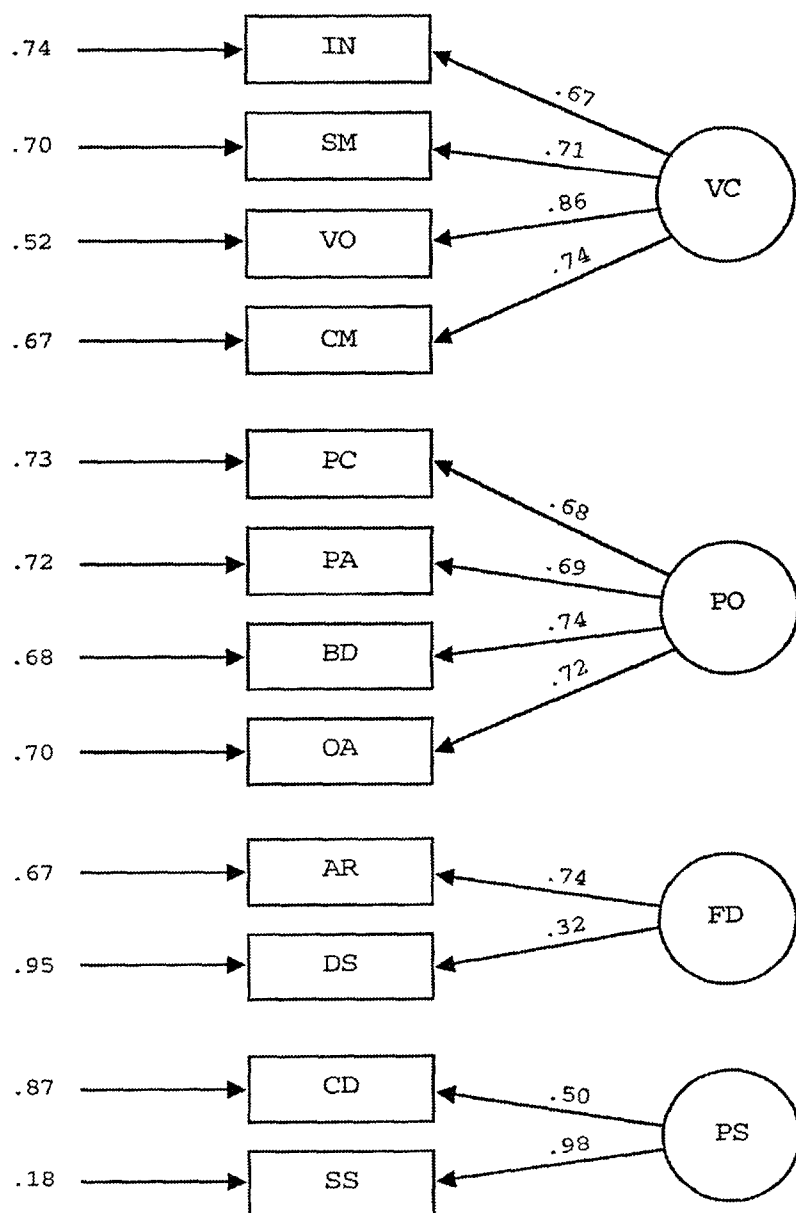 .74 IN .67
.70 SM .71 VC
.52 VO .86
.67 CM .74
.73 PC .68
.72 PA .69 PO
.68 BD .74
.70 OA .72
.67 AR .74 FD
.95 DS .32
.87 CD .50 PS
.18 SS .98